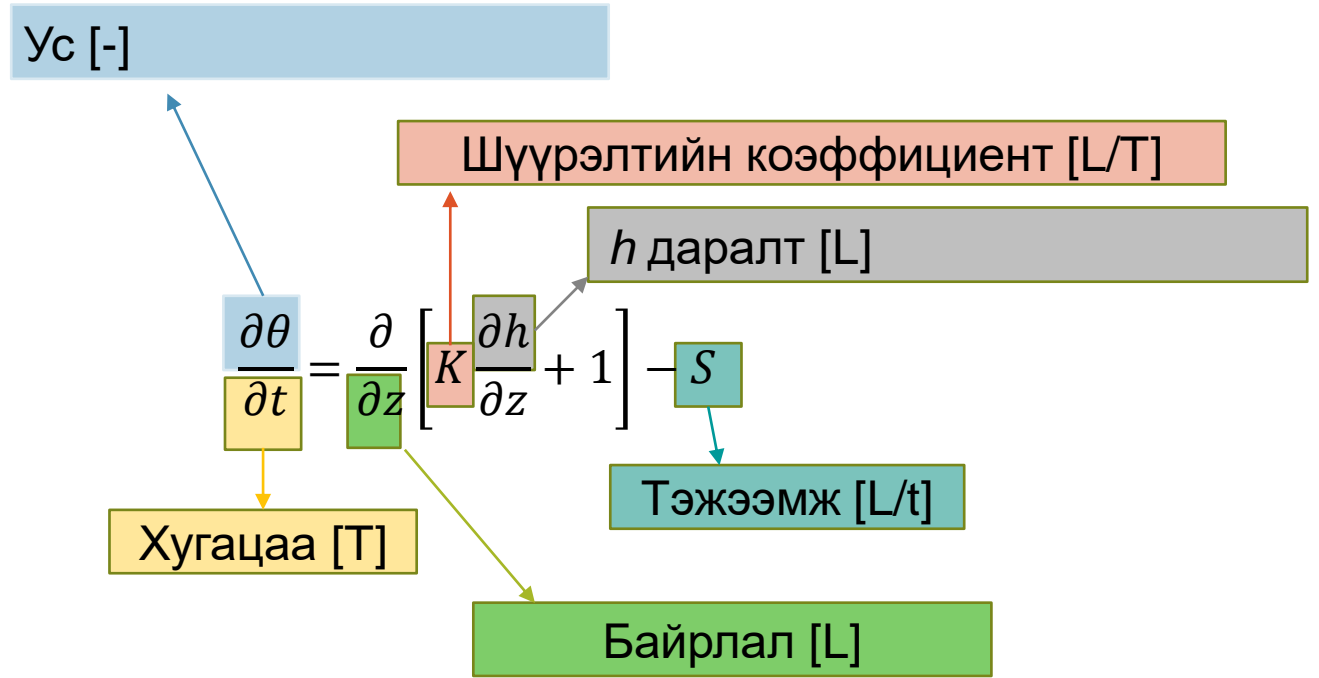 Ус [-]
Шүүрэлтийн коэффициент [L/T]
h даралт [L]
∂θ/∂t = ∂/∂z [K ∂h/∂z + 1] − S
Тэжээмж [L/t]
Хугацаа [T]
Байрлал [L]